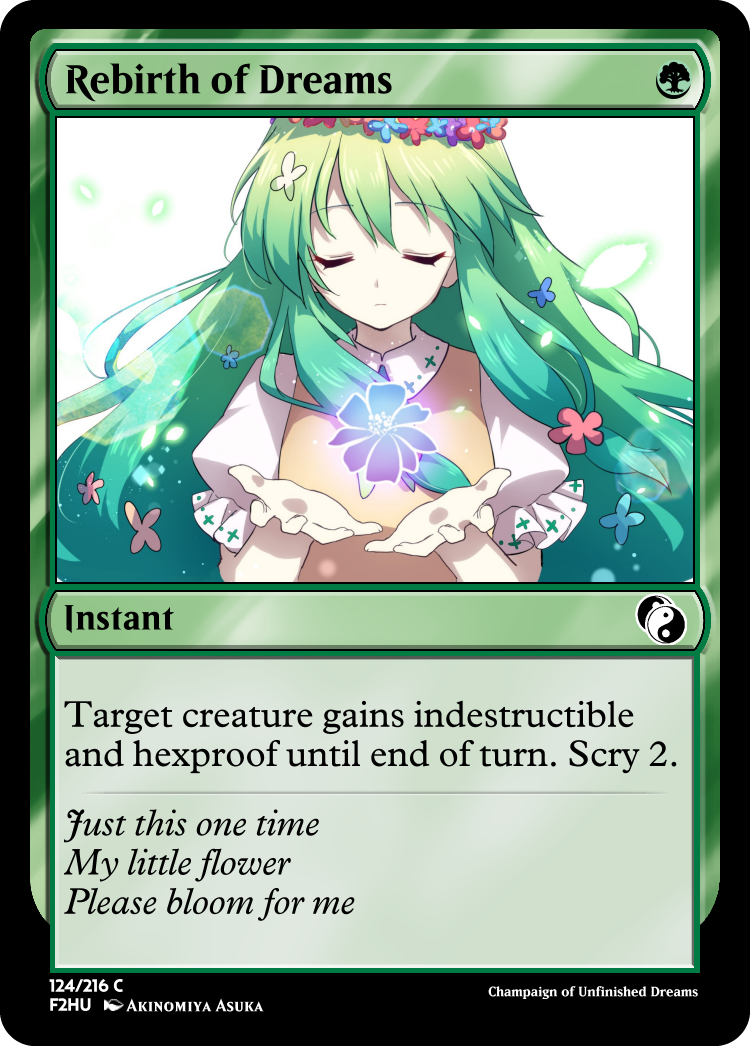 Rebirth of Dreams
Instant
Target creature gains indestructible
and hexproof until end of turn. Scry 2.
Just this one time
My little flower
Please bloom for me
124/216 C
F2HU Akinomiya Asuka
Champaign of Unfinished Dreams